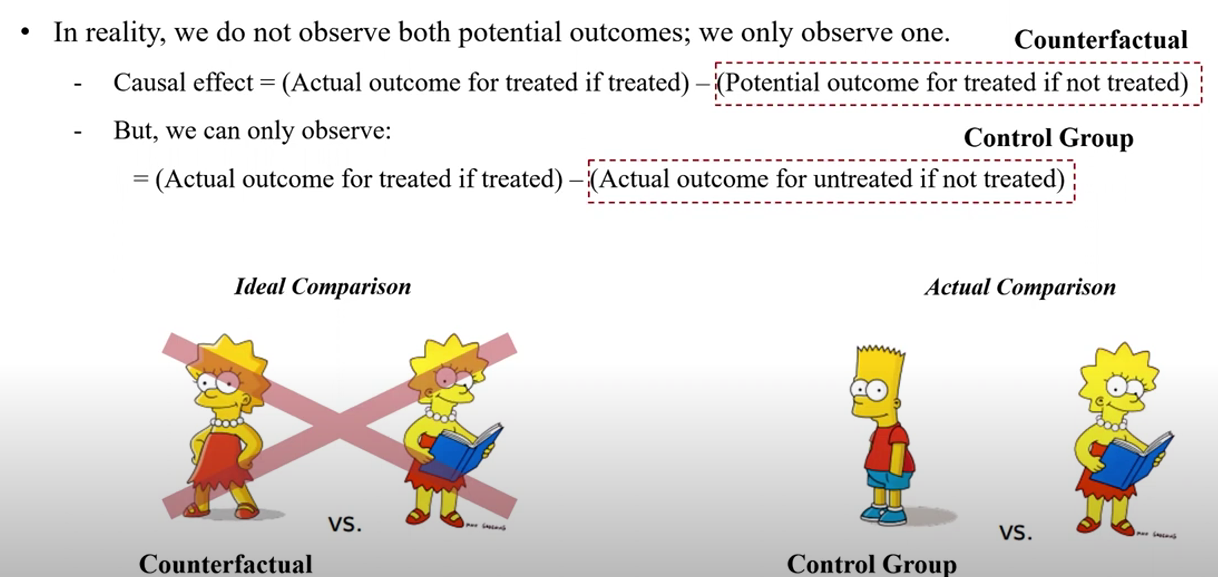 • In reality, we do not observe both potential outcomes; we only observe one.
Counterfactual
- Causal effect = (Actual outcome for treated if treated) – (Potential outcome for treated if not treated)
- But, we can only observe:
Control Group
= (Actual outcome for treated if treated) – (Actual outcome for untreated if not treated)
Ideal Comparison
Actual Comparison
vs.
vs.
Counterfactual
Control Group